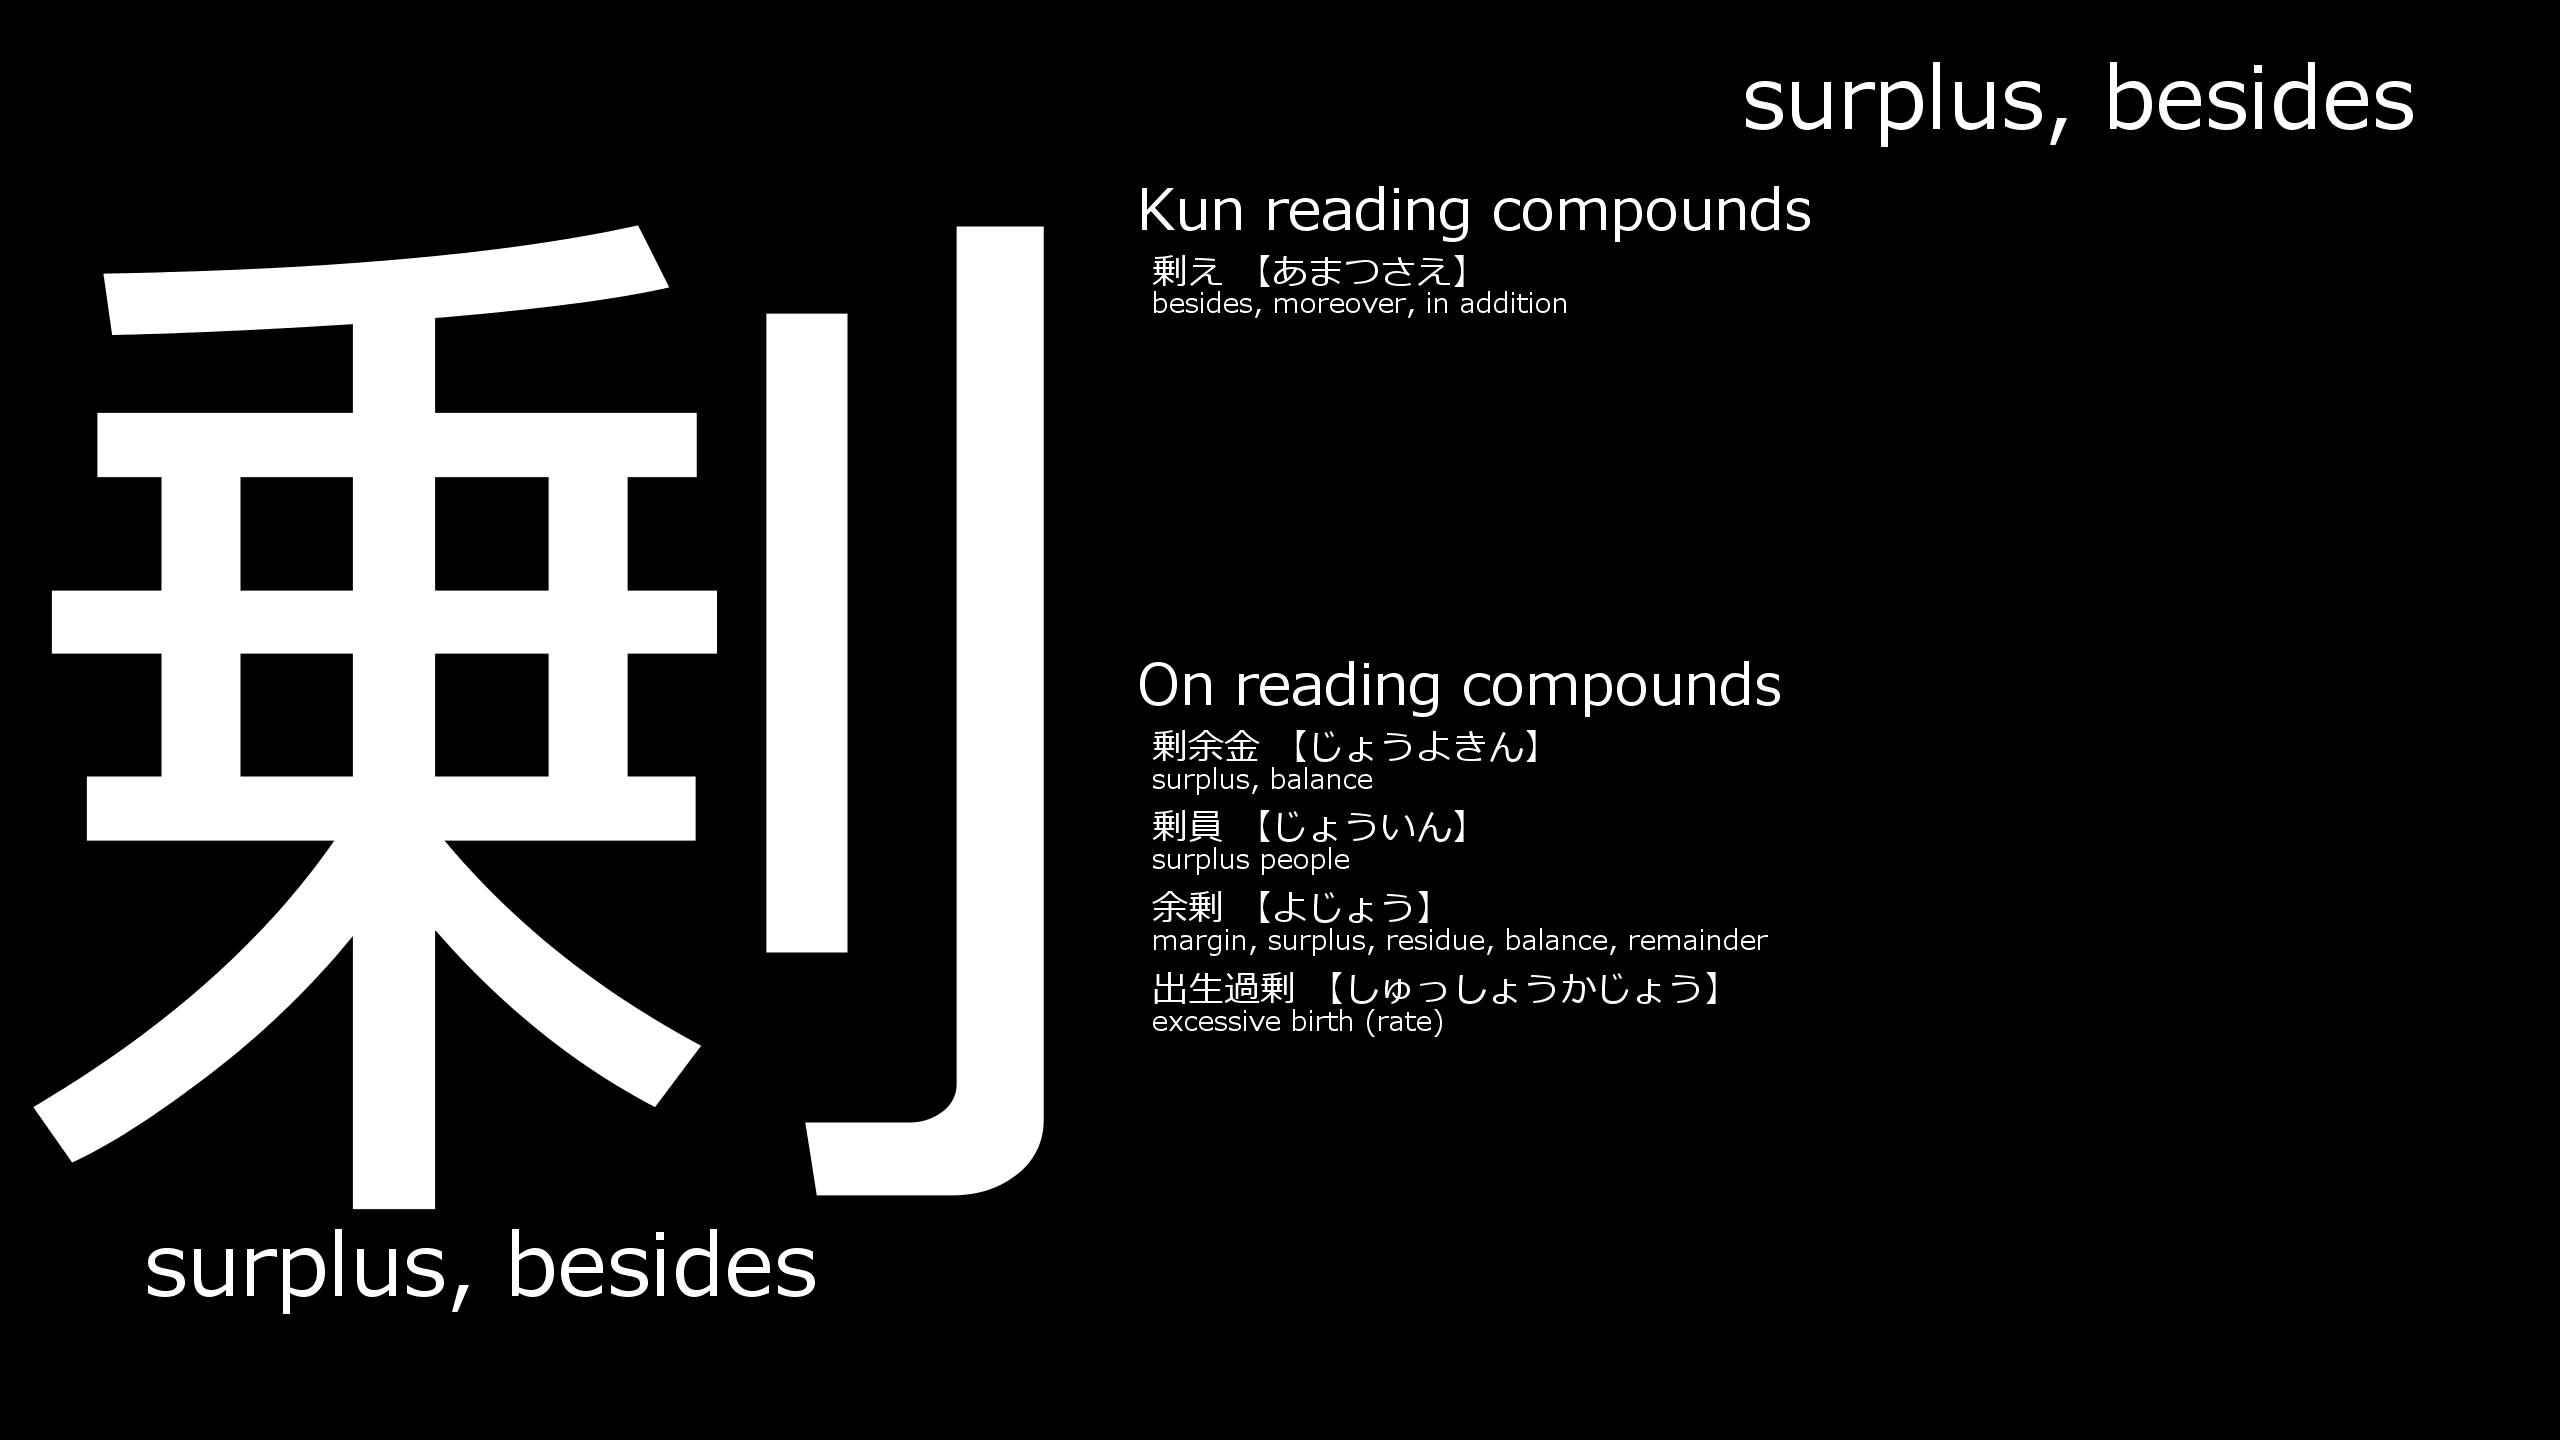 surplus, besides
剰
surplus, besides
Kun reading compounds
剰え 【あまつさえ】
besides, moreover, in addition
On reading compounds
剰余金 【じょうよきん】
surplus, balance
剰員 【じょういん】
surplus people
余剰 【よじょう】
margin, surplus, residue, balance, remainder
出生過剰 【しゅっしょうかじょう】
excessive birth (rate)